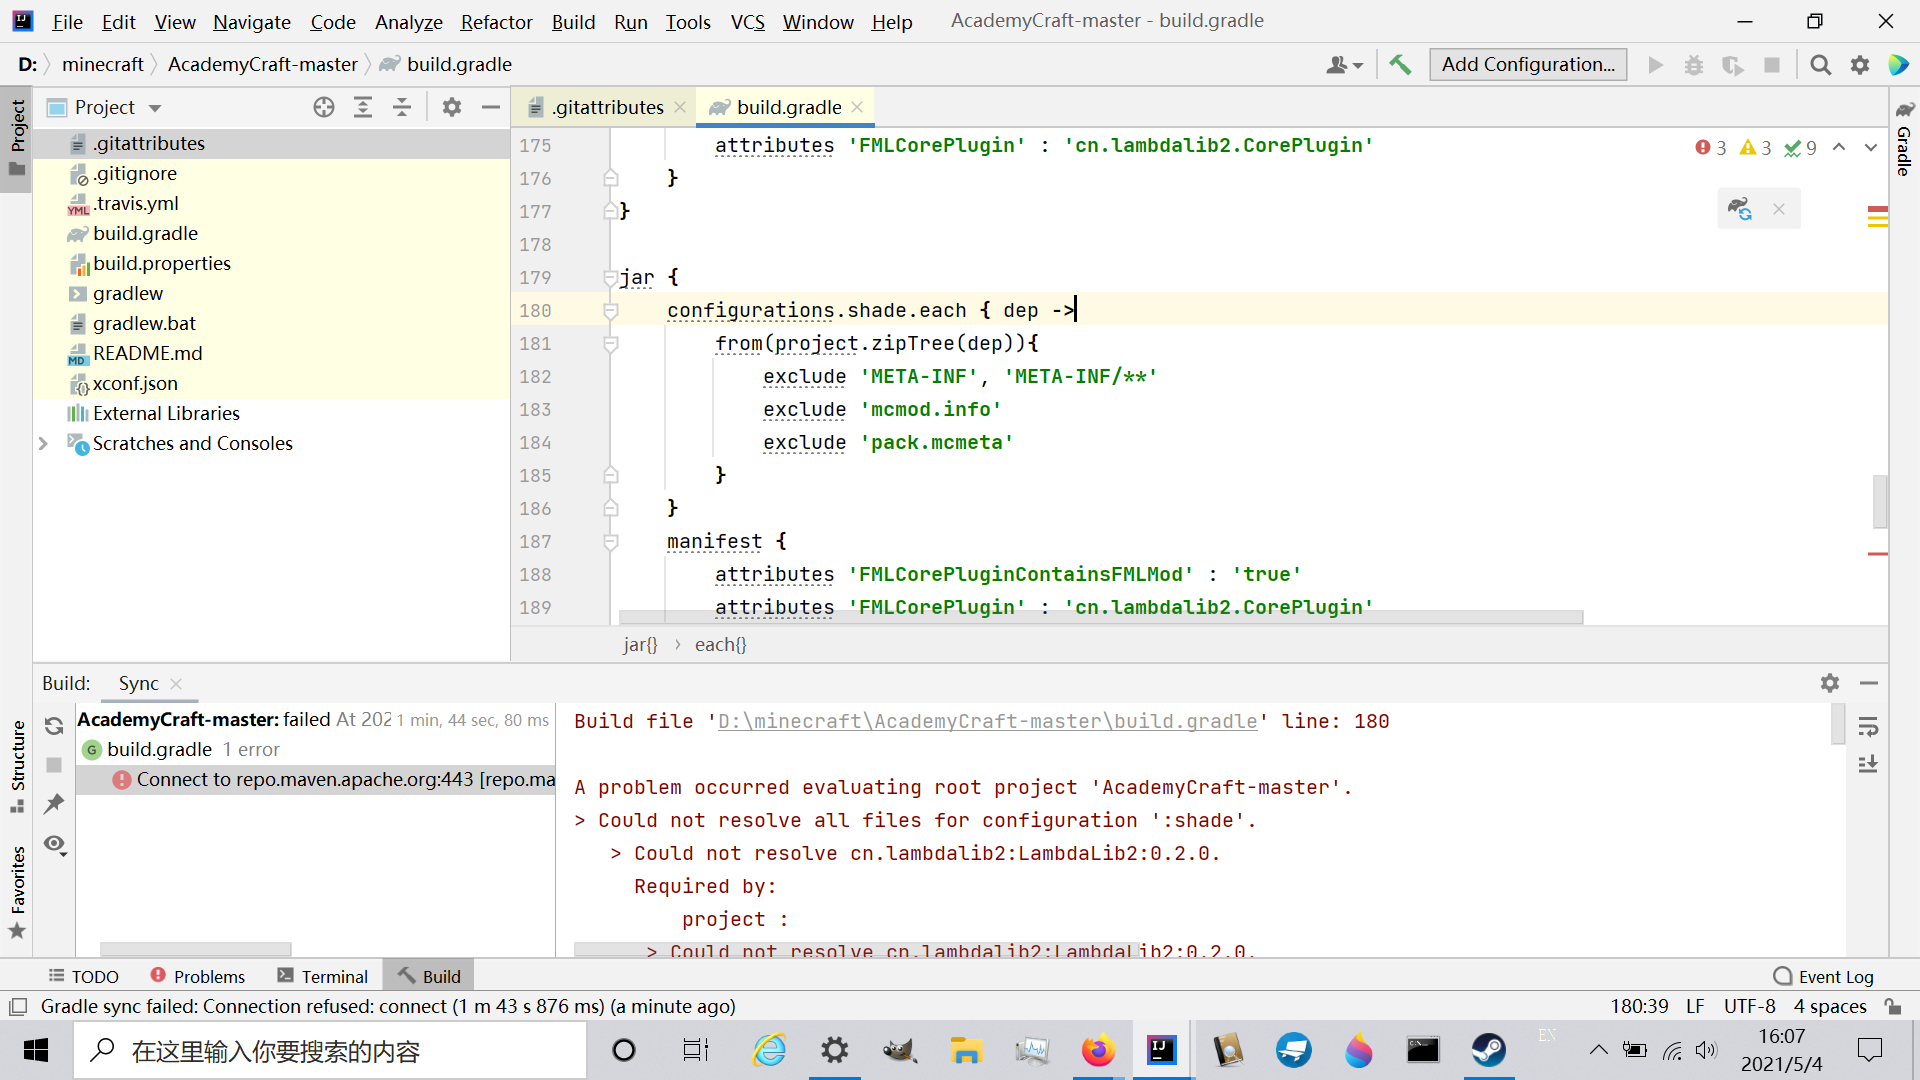 File Edit View Navigate Code Analyze Refactor Build Run Tools VCS Window Help AcademyCraft-master - build.gradle
D: minecraft AcademyCraft-master build.gradle
Add Configuration...
Project
.gitattributes
build.gradle
Project
Gradle
.gitattributes
.gitignore
.travis.yml
build.gradle
build.properties
gradlew
gradlew.bat
README.md
xconf.json
External Libraries
Scratches and Consoles
3 3 9
175 attributes 'FMLCorePlugin' : 'cn.lambdalib2.CorePlugin'
176 }
177 }
178
179 jar {
180 configurations.shade.each { dep ->
181 from(project.zipTree(dep)){
182 exclude 'META-INF', 'META-INF/**'
183 exclude 'mcmod.info'
184 exclude 'pack.mcmeta'
185 }
186 }
187 manifest {
188 attributes 'FMLCorePluginContainsFMLMod' : 'true'
189 attributes 'FMLCorePlugin' : 'cn.lambdalib2.CorePlugin'
jar{} › each{}
Build: Sync
Structure
Favorites
AcademyCraft-master: failed At 202 1 min, 44 sec, 80 ms
build.gradle 1 error
Connect to repo.maven.apache.org:443 [repo.ma
Build file 'D:\minecraft\AcademyCraft-master\build.gradle' line: 180
A problem occurred evaluating root project 'AcademyCraft-master'.
> Could not resolve all files for configuration ':shade'.
> Could not resolve cn.lambdalib2:LambdaLib2:0.2.0.
Required by:
project :
> Could not resolve cn.lambdalib2:LambdaLib2:0.2.0.
TODO Problems Terminal Build Event Log
Gradle sync failed: Connection refused: connect (1 m 43 s 876 ms) (a minute ago) 180:39 LF UTF-8 4 spaces
在这里输入你要搜索的内容
EN
16:07
2021/5/4